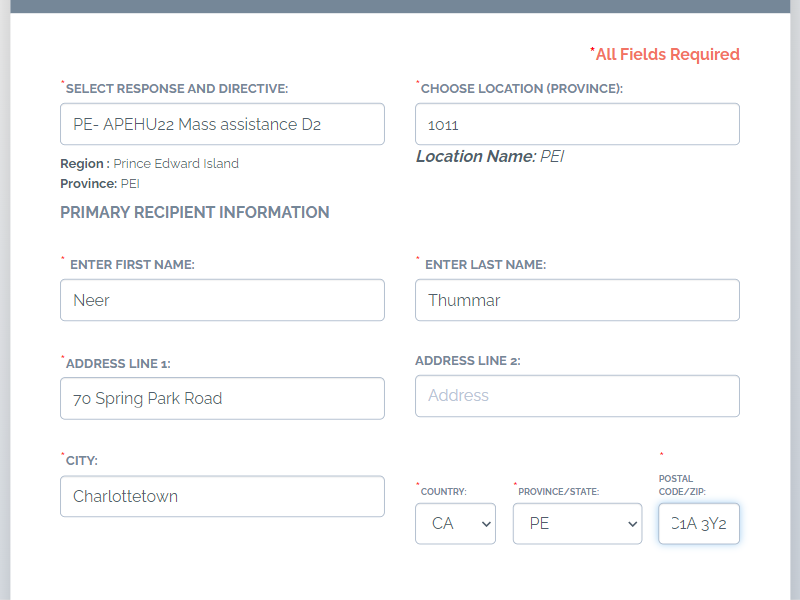 *All Fields Required
*SELECT RESPONSE AND DIRECTIVE:
PE- APEHU22 Mass assistance D2
Region : Prince Edward Island
Province: PEI
*CHOOSE LOCATION (PROVINCE):
1011
Location Name: PEI
PRIMARY RECIPIENT INFORMATION
* ENTER FIRST NAME:
Neer
* ENTER LAST NAME:
Thummar
*ADDRESS LINE 1:
70 Spring Park Road
ADDRESS LINE 2:
Address
*CITY:
Charlottetown
*COUNTRY:
CA
*PROVINCE/STATE:
PE
*
POSTAL
CODE/ZIP:
C1A 3Y2